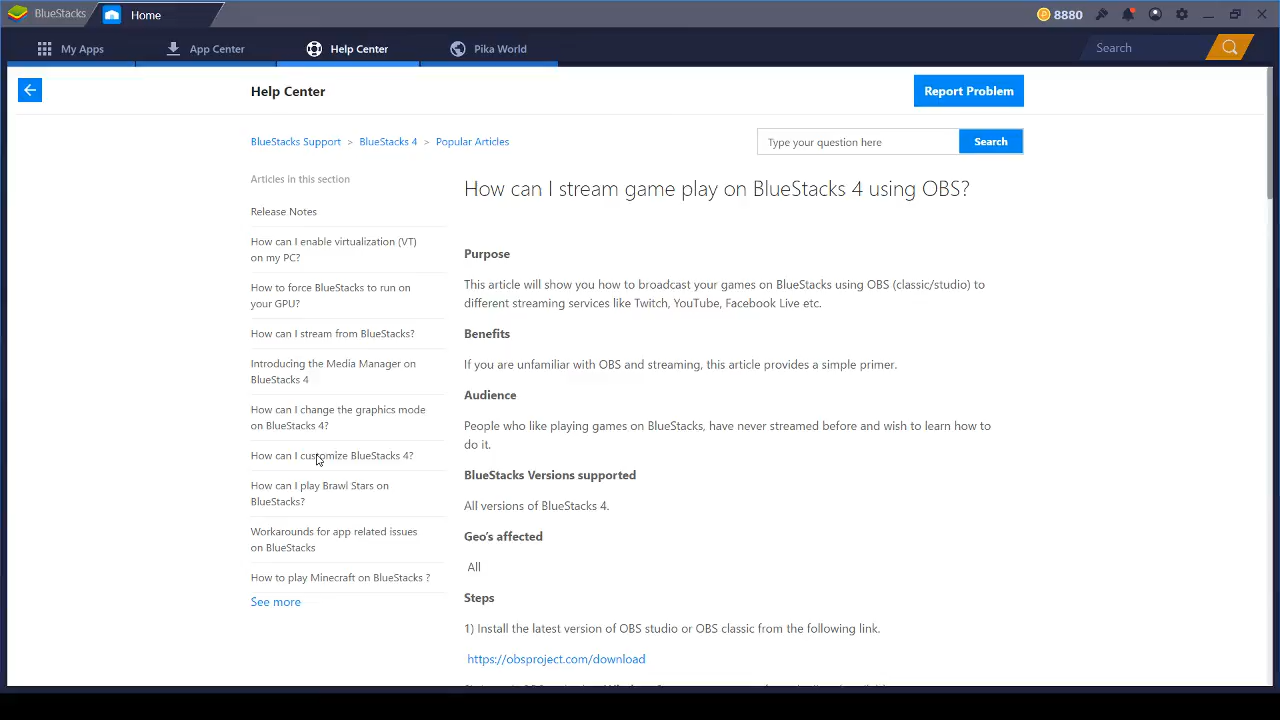 BlueStacks
Home
8880
My Apps
App Center
Help Center
Pika World
Search
Help Center
Report Problem
BlueStacks Support > BlueStacks 4 > Popular Articles
Type your question here
Search
Articles in this section
Release Notes
How can I enable virtualization (VT)
on my PC?
How to force BlueStacks to run on
your GPU?
How can I stream from BlueStacks?
Introducing the Media Manager on
BlueStacks 4
How can I change the graphics mode
on BlueStacks 4?
How can I customize BlueStacks 4?
How can I play Brawl Stars on
BlueStacks?
Workarounds for app related issues
on BlueStacks
How to play Minecraft on BlueStacks ?
See more
How can I stream game play on BlueStacks 4 using OBS?
Purpose
This article will show you how to broadcast your games on BlueStacks using OBS (classic/studio) to
different streaming services like Twitch, YouTube, Facebook Live etc.
Benefits
If you are unfamiliar with OBS and streaming, this article provides a simple primer.
Audience
People who like playing games on BlueStacks, have never streamed before and wish to learn how to
do it.
BlueStacks Versions supported
All versions of BlueStacks 4.
Geo's affected
All
Steps
1) Install the latest version of OBS studio or OBS classic from the following link.
https://obsproject.com/download